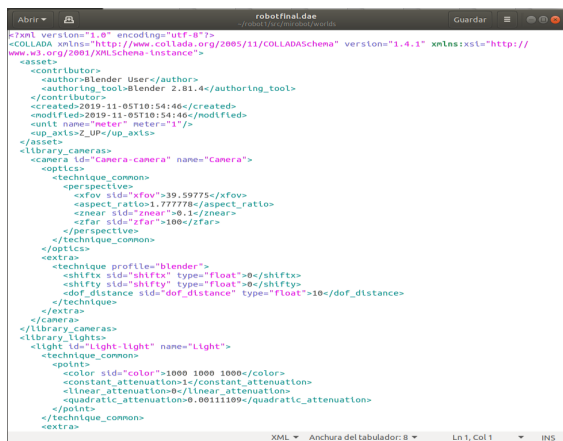 Abrir
robotfinal.dae
~/robot1/src/mirobot/worlds
Guardar
<?xml version="1.0" encoding="utf-8"?>
<COLLADA xmlns="http://www.collada.org/2005/11/COLLADASchema" version="1.4.1" xmlns:xsi="http://
www.w3.org/2001/XMLSchema-instance">
  <asset>
    <contributor>
      <author>Blender User</author>
      <authoring_tool>Blender 2.81.4</authoring_tool>
    </contributor>
    <created>2019-11-05T10:54:46</created>
    <modified>2019-11-05T10:54:46</modified>
    <unit name="meter" meter="1"/>
    <up_axis>Z_UP</up_axis>
  </asset>
  <library_cameras>
    <camera id="Camera-camera" name="Camera">
      <optics>
        <technique_common>
          <perspective>
            <xfov sid="xfov">39.59775</xfov>
            <aspect_ratio>1.777778</aspect_ratio>
            <znear sid="znear">0.1</znear>
            <zfar sid="zfar">100</zfar>
          </perspective>
        </technique_common>
      </optics>
      <extra>
        <technique profile="blender">
          <shiftx sid="shiftx" type="float">0</shiftx>
          <shifty sid="shifty" type="float">0</shifty>
          <dof_distance sid="dof_distance" type="float">10</dof_distance>
        </technique>
      </extra>
    </camera>
  </library_cameras>
  <library_lights>
    <light id="Light-light" name="Light">
      <technique_common>
        <point>
          <color sid="color">1000 1000 1000</color>
          <constant_attenuation>1</constant_attenuation>
          <linear_attenuation>0</linear_attenuation>
          <quadratic_attenuation>0.00111109</quadratic_attenuation>
        </point>
      </technique_common>
      <extra>
XML Anchura del tabulador: 8 Ln 1, Col 1 INS